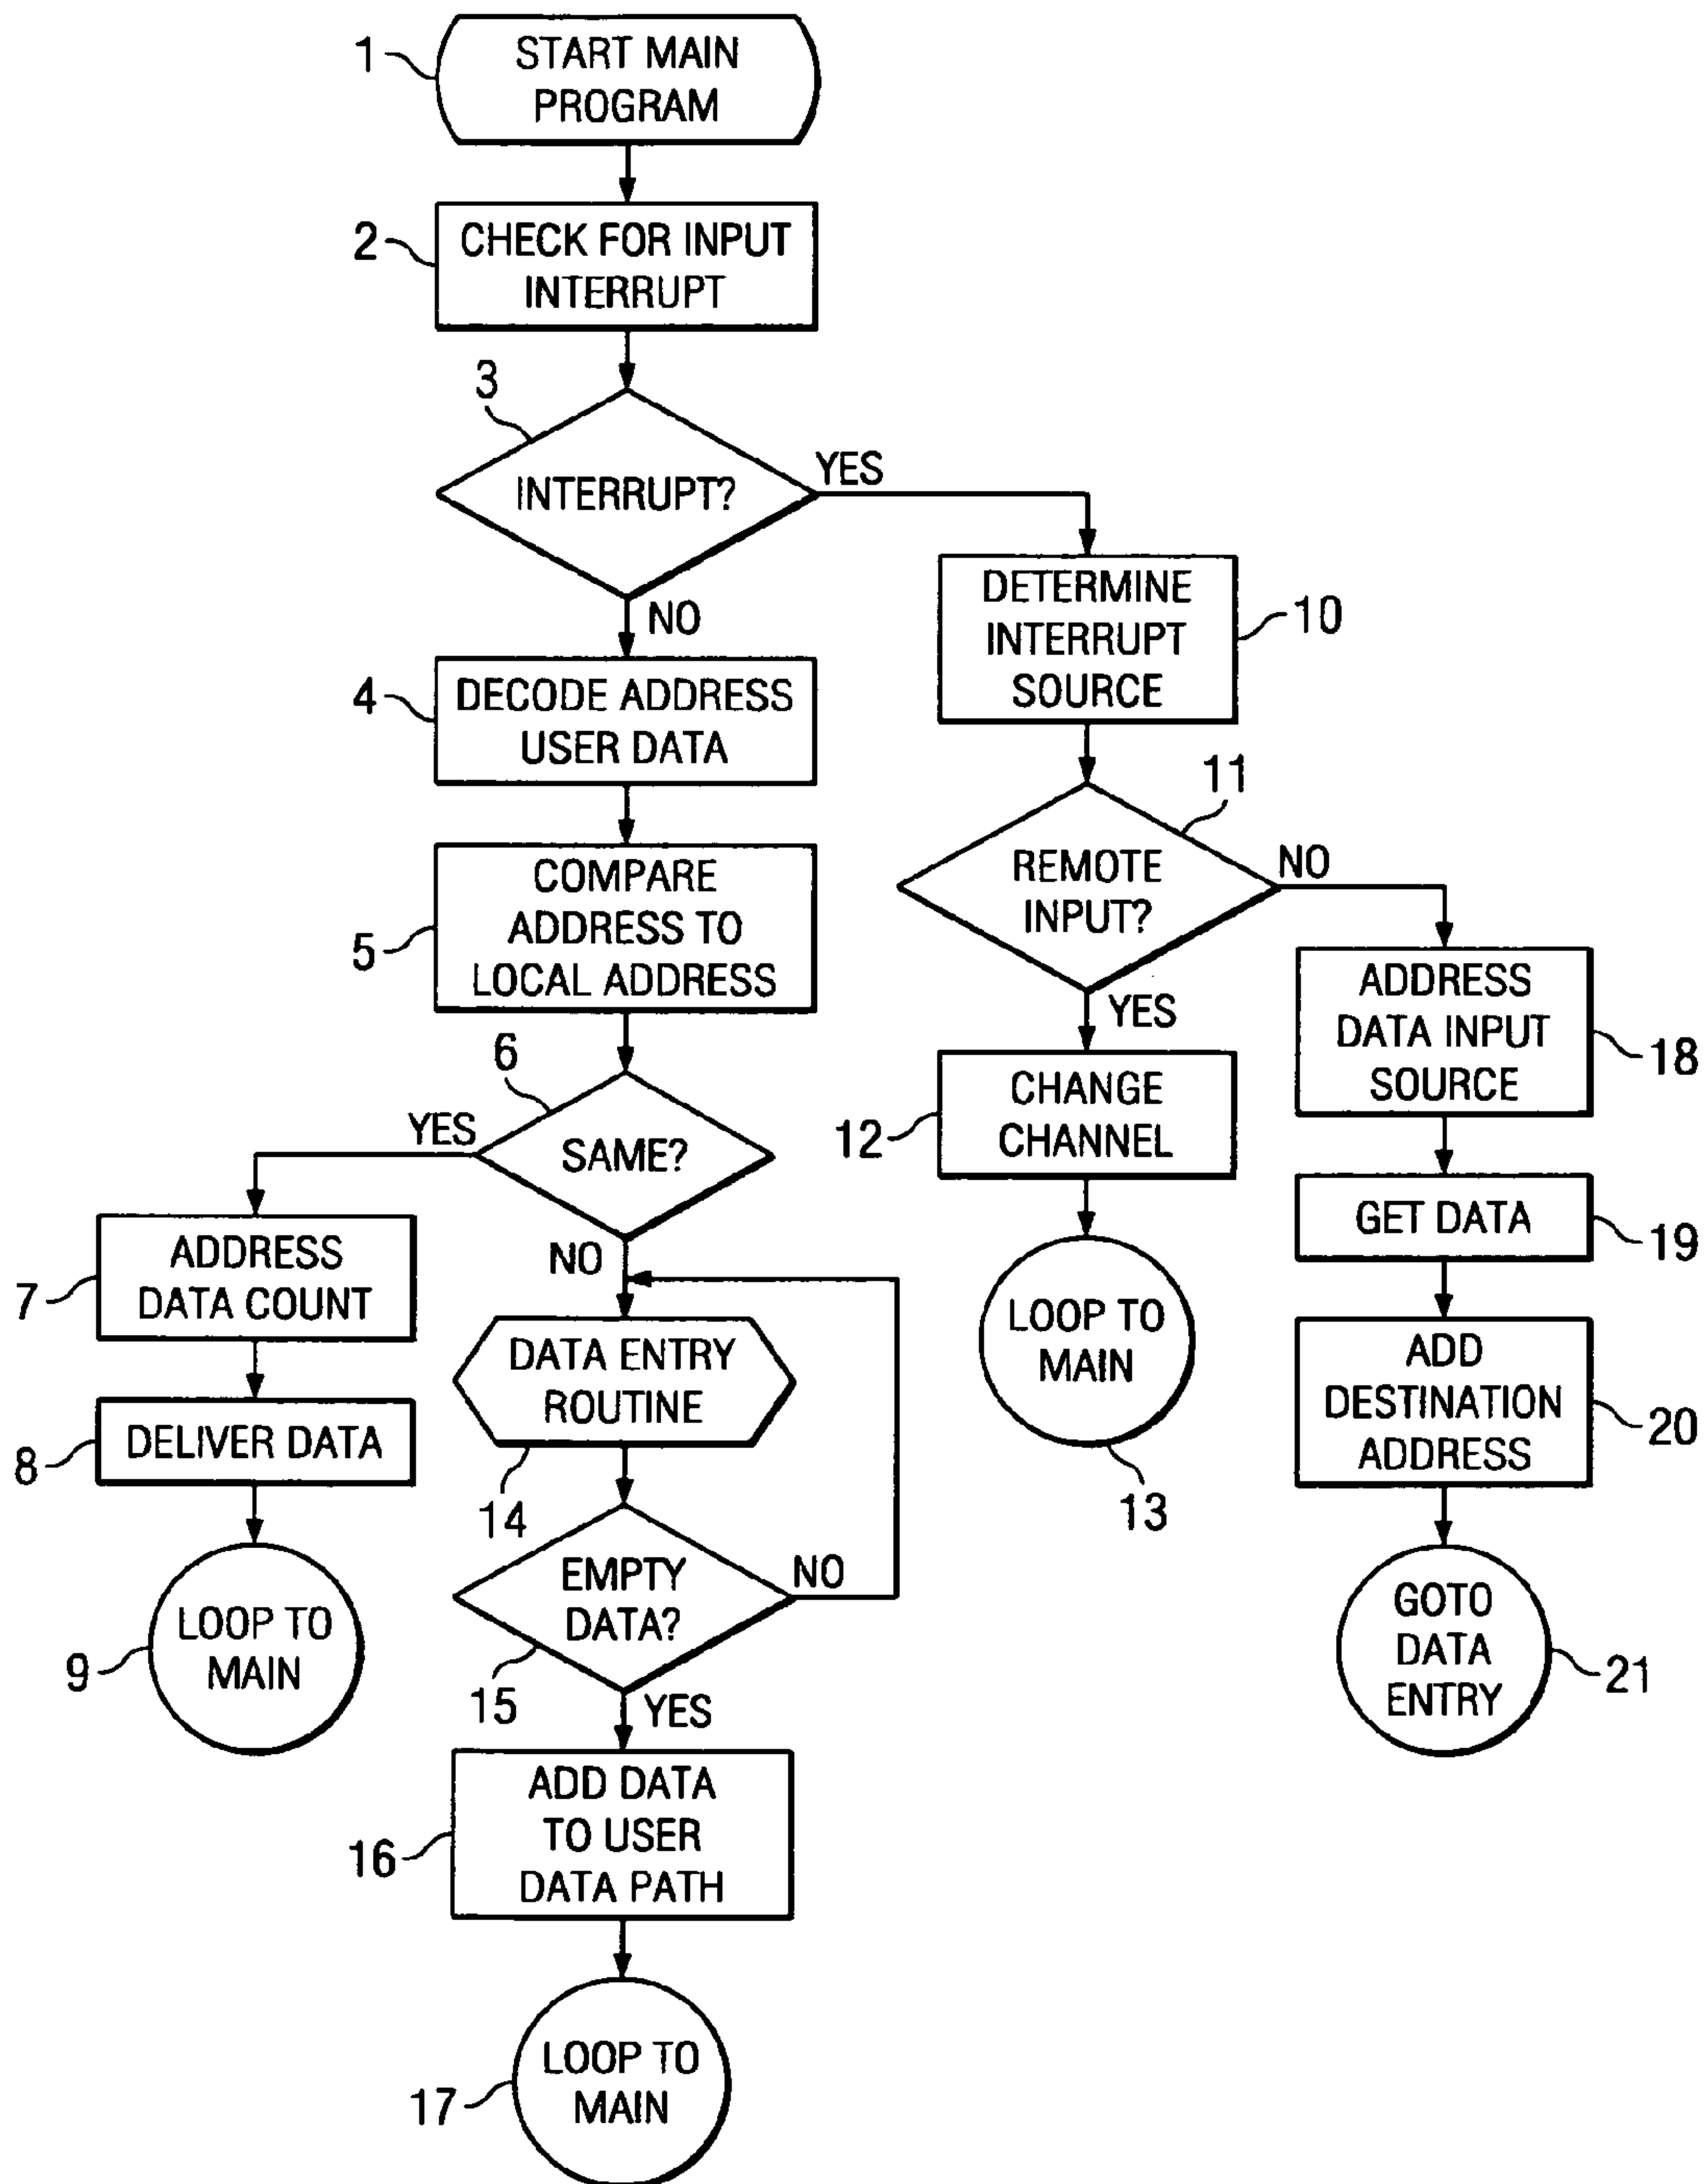 1
START MAIN
PROGRAM
2
CHECK FOR INPUT
INTERRUPT
3
INTERRUPT?
YES
NO
4
DECODE ADDRESS
USER DATA
5
COMPARE
ADDRESS TO
LOCAL ADDRESS
6
SAME?
YES
NO
7
ADDRESS
DATA COUNT
8
DELIVER DATA
9
LOOP TO
MAIN
DATA ENTRY
ROUTINE
14
EMPTY
DATA?
NO
15
YES
16
ADD DATA
TO USER
DATA PATH
17
LOOP TO
MAIN
DETERMINE
INTERRUPT
SOURCE
10
11
REMOTE
INPUT?
NO
YES
12
CHANGE
CHANNEL
LOOP TO
MAIN
13
ADDRESS
DATA INPUT
SOURCE
18
GET DATA
19
ADD
DESTINATION
ADDRESS
20
GOTO
DATA
ENTRY
21